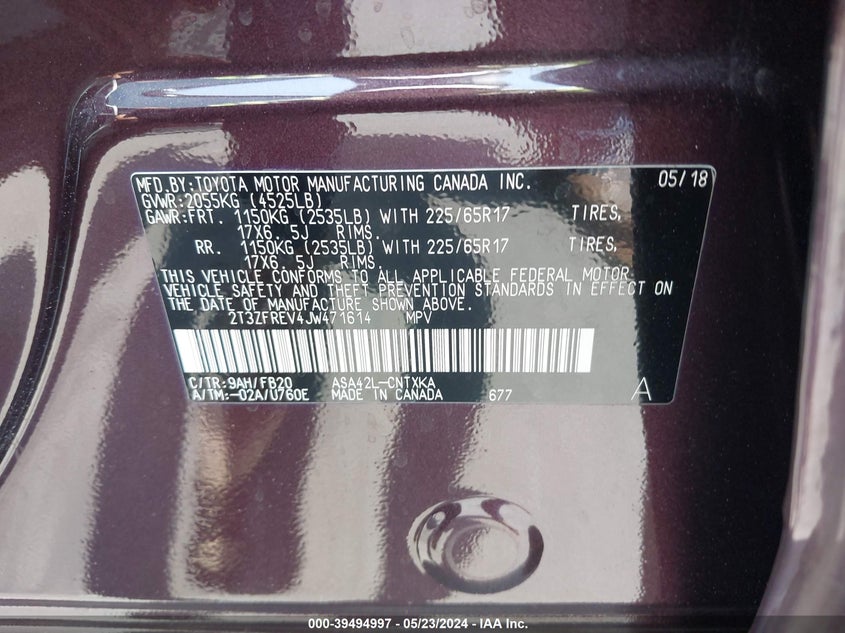 MFD.BY:TOYOTA MOTOR MANUFACTURING CANADA INC. 05/18
GVWR:2055KG (4525LB)
GAWR:FRT. 1150KG (2535LB) WITH 225/65R17 TIRES,
17X6. 5J RIMS.
RR. 1150KG (2535LB) WITH 225/65R17 TIRES,
17X6. 5J RIMS
THIS VEHICLE CONFORMS TO ALL APPLICABLE FEDERAL MOTOR
VEHICLE SAFETY AND THEFT PREVENTION STANDARDS IN EFFECT ON
THE DATE OF MANUFACTURE SHOWN ABOVE.
2T3ZFREV4JW471614 MPV
C/TR:9AH/FB20 ASA42L-CNTXKA
A/TM:-02A/U760E MADE IN CANADA 677 A
000-39494997 - 05/23/2024 - IAA Inc.